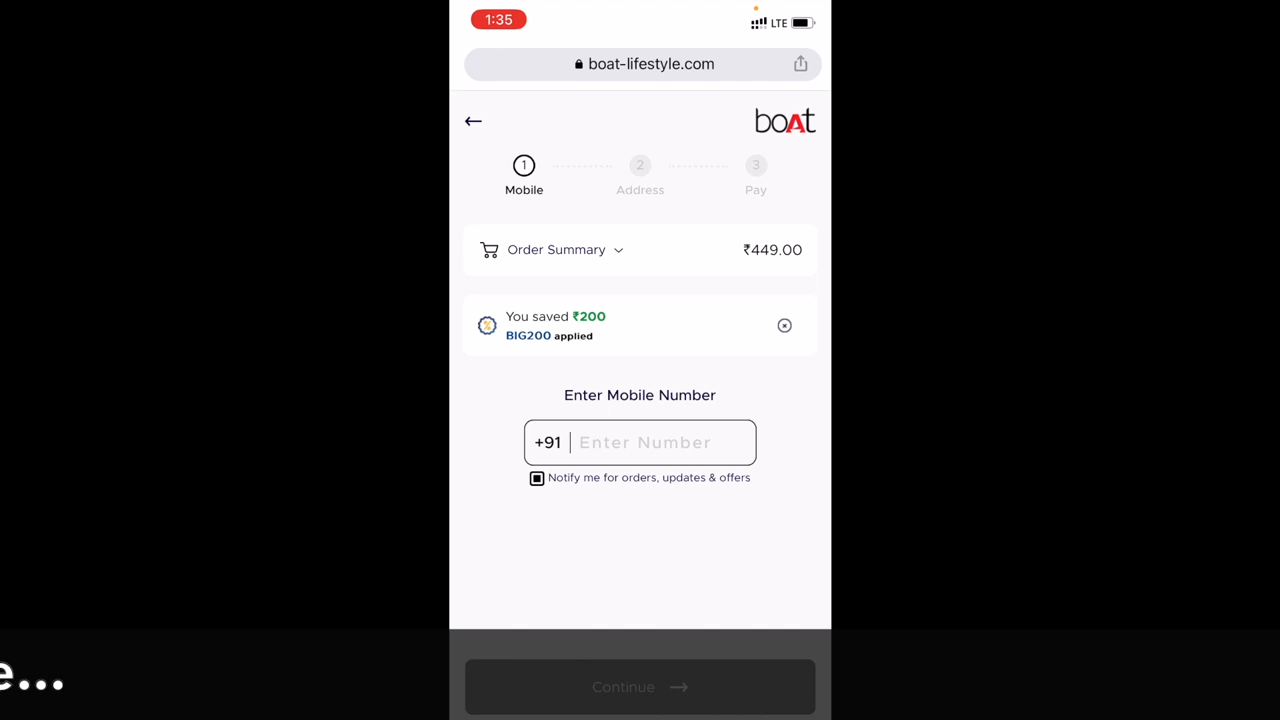 1:35
LTE
boat-lifestyle.com
boAt
1
2
3
Mobile
Address
Pay
Order Summary
₹449.00
You saved ₹200
BIG200 applied
Enter Mobile Number
+91
Enter Number
Notify me for orders, updates & offers
e...
Continue